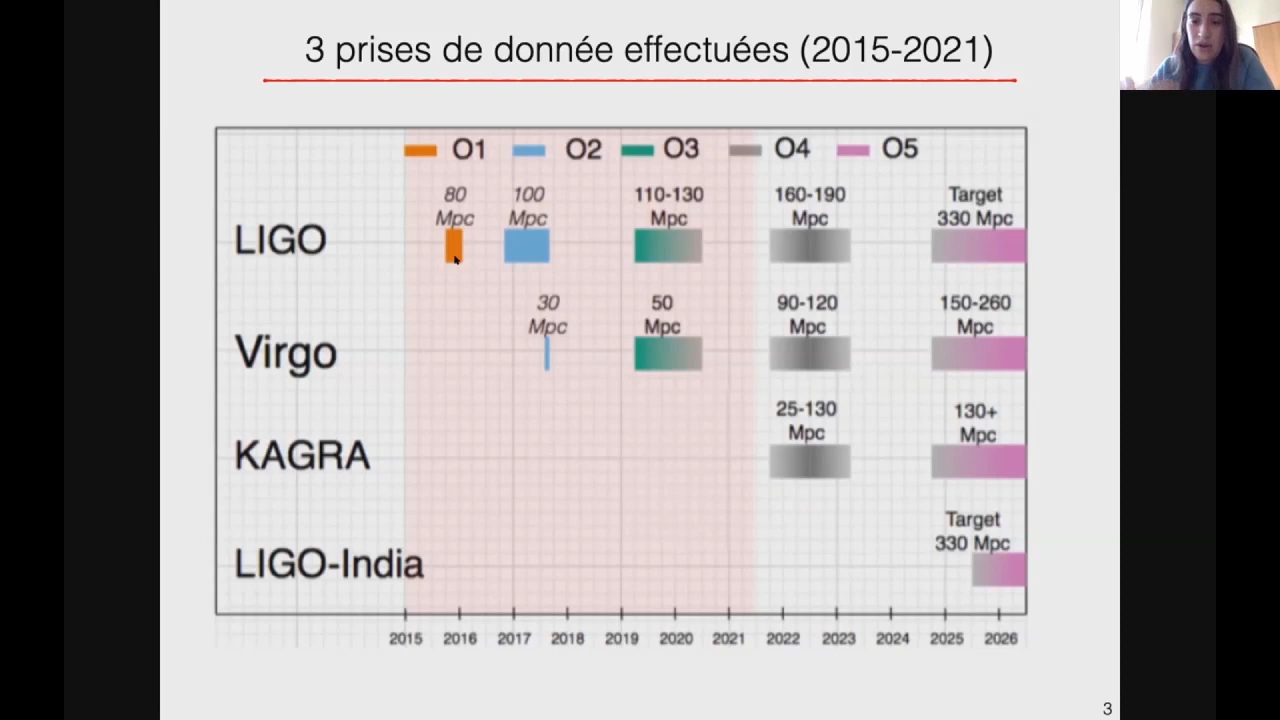 3 prises de donnée effectuées (2015-2021)
O1 O2 O3 O4 O5
80 Mpc 100 Mpc 110-130 Mpc 160-190 Mpc Target 330 Mpc
LIGO
30 Mpc 50 Mpc 90-120 Mpc 150-260 Mpc
Virgo
25-130 Mpc 130+ Mpc
KAGRA
Target 330 Mpc
LIGO-India
2015 2016 2017 2018 2019 2020 2021 2022 2023 2024 2025 2026
3